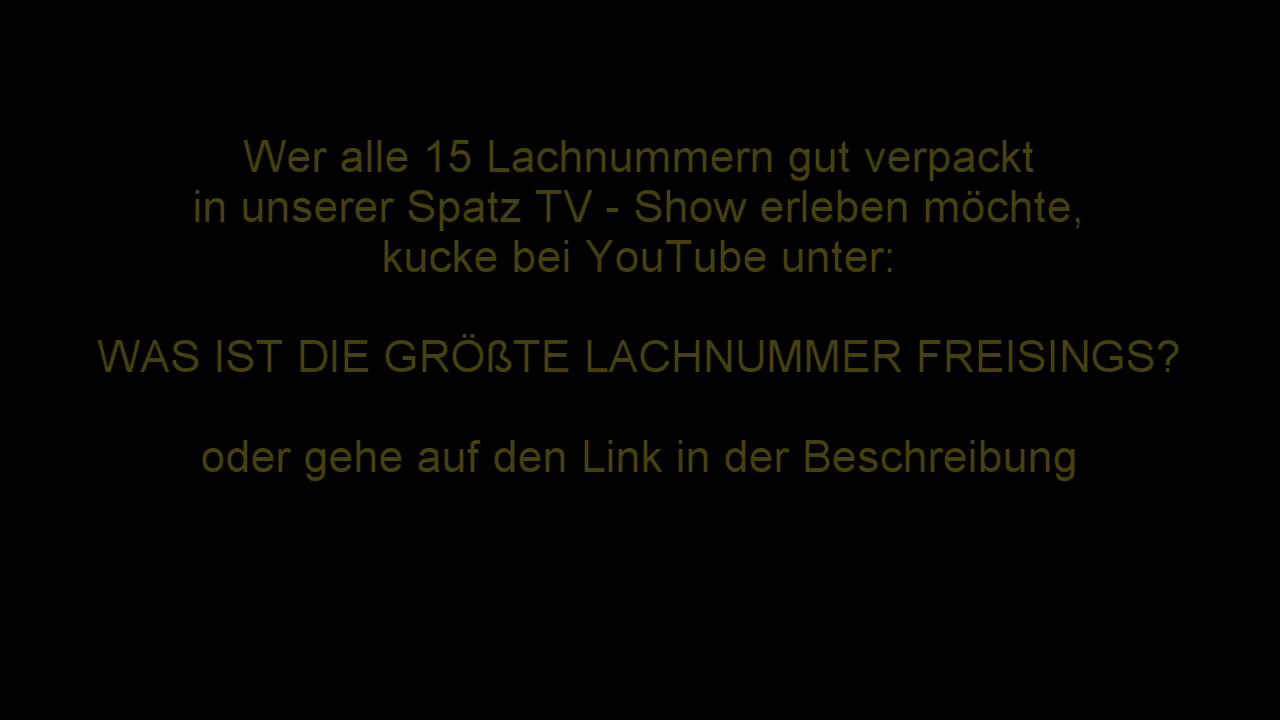 Wer alle 15 Lachnummern gut verpackt
in unserer Spatz TV - Show erleben möchte,
kucke bei YouTube unter:
WAS IST DIE GRÖßTE LACHNUMMER FREISINGS?
oder gehe auf den Link in der Beschreibung